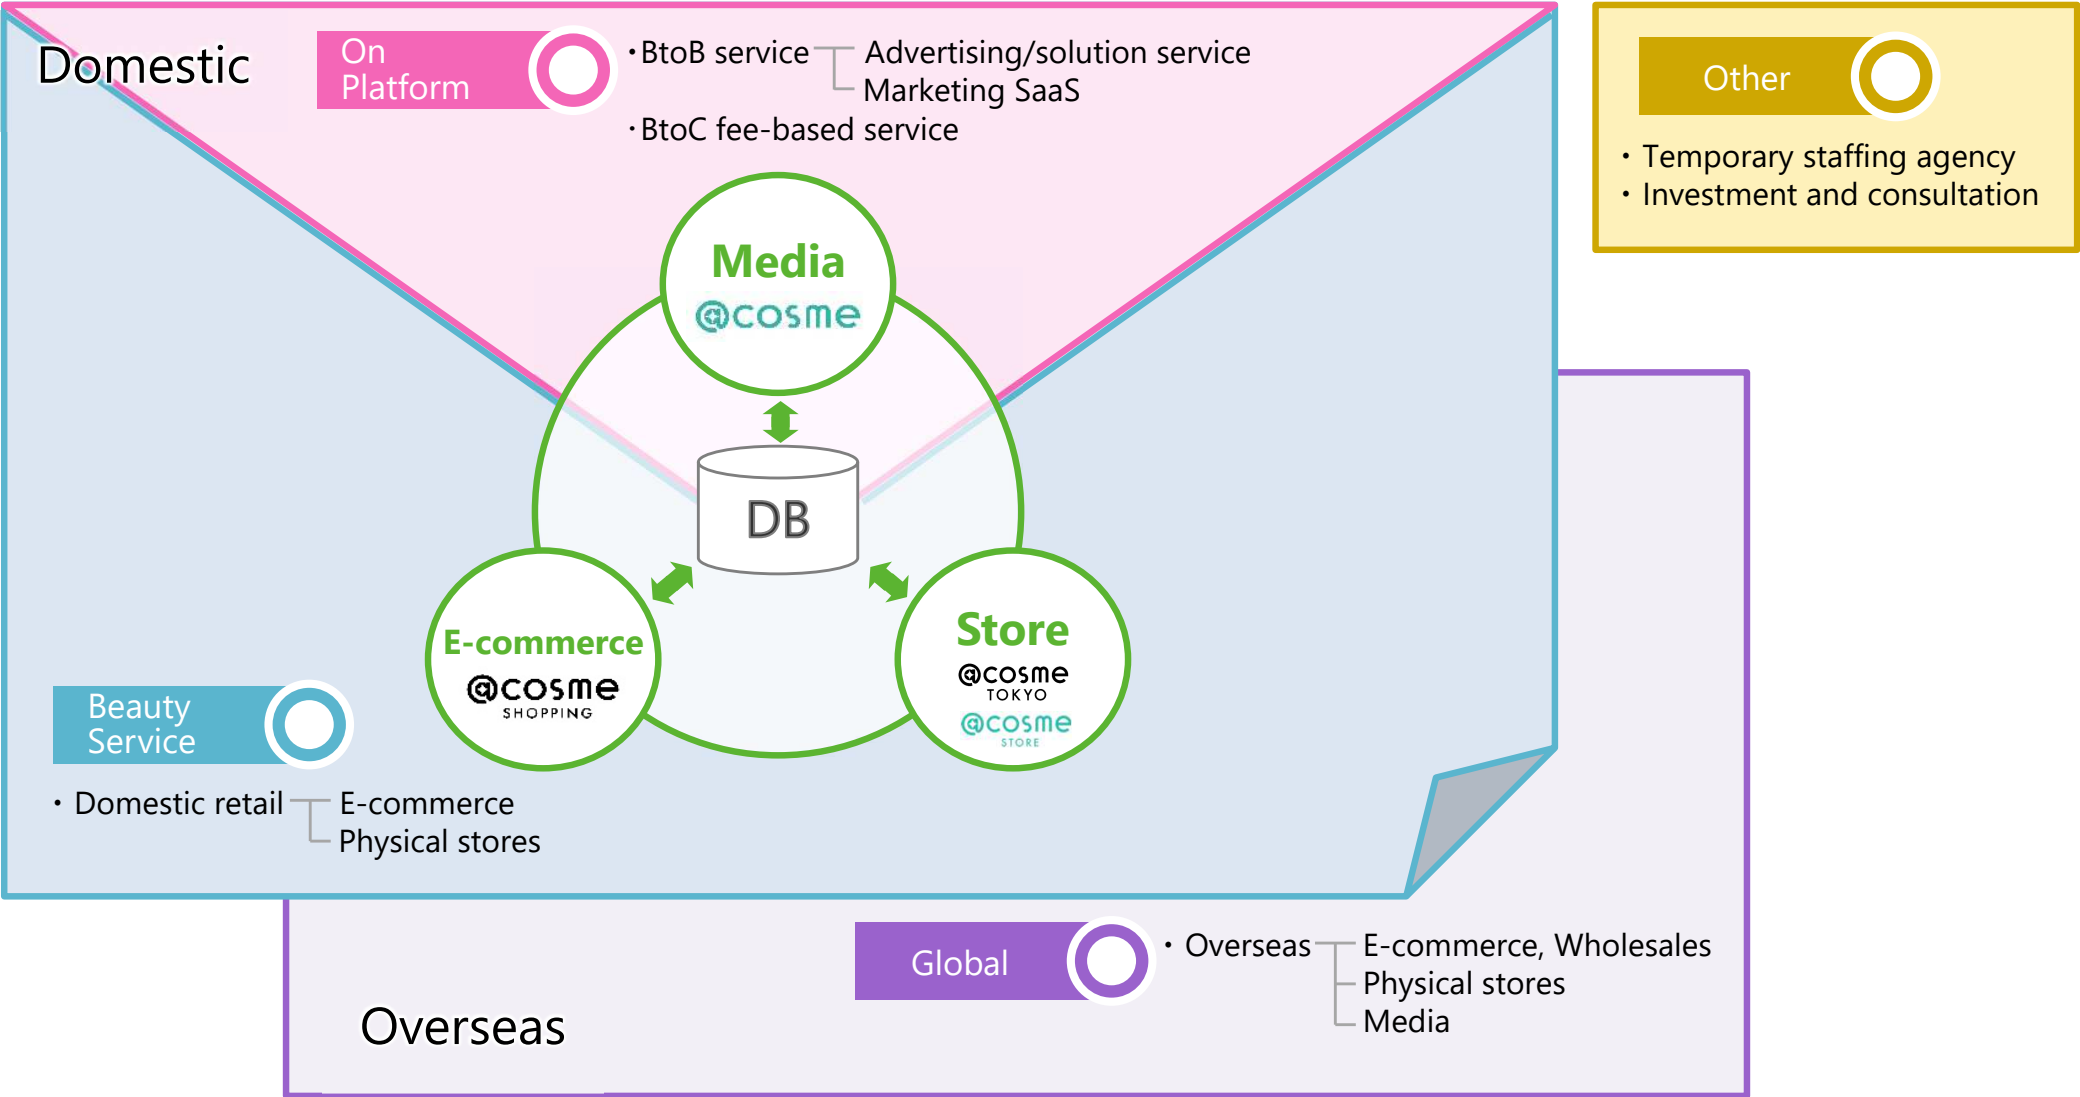 Domestic
On
Platform
・BtoB service
Advertising/solution service
Marketing SaaS
・BtoC fee-based service
Other
・Temporary staffing agency
・Investment and consultation
Media
@cosme
DB
E-commerce
@cosme
SHOPPING
Store
@cosme
TOKYO
@cosme
STORE
Beauty
Service
・Domestic retail
E-commerce
Physical stores
Global
・Overseas
E-commerce, Wholesales
Physical stores
Media
Overseas